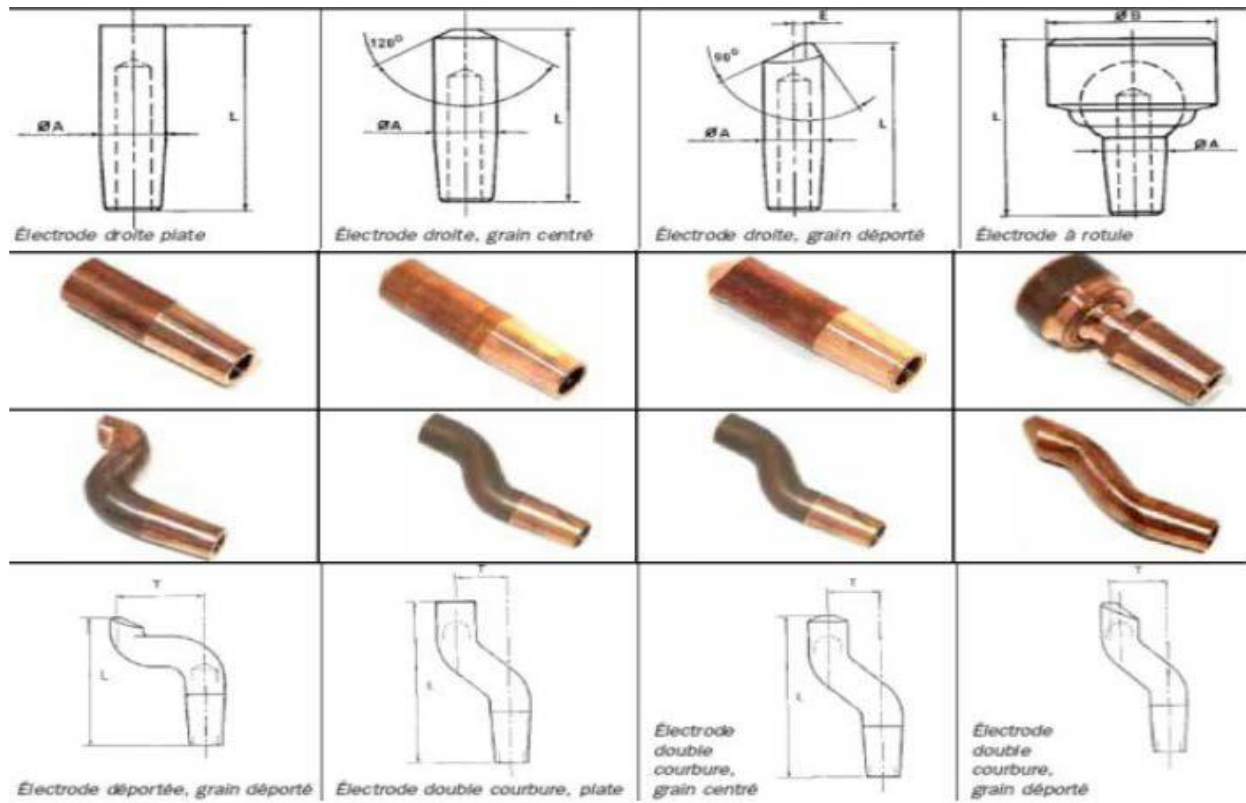 ØA
L
Électrode droite plate
120°
ØA
L
Électrode droite, grain centré
E
90°
ØA
L
Électrode droite, grain déporté
ØB
L
ØA
Électrode à rotule
T
L
Électrode déportée, grain déporté
T
L
Électrode double courbure, plate
T
L
Électrode
double
courbure,
grain centré
T
Électrode
double
courbure,
grain déporté